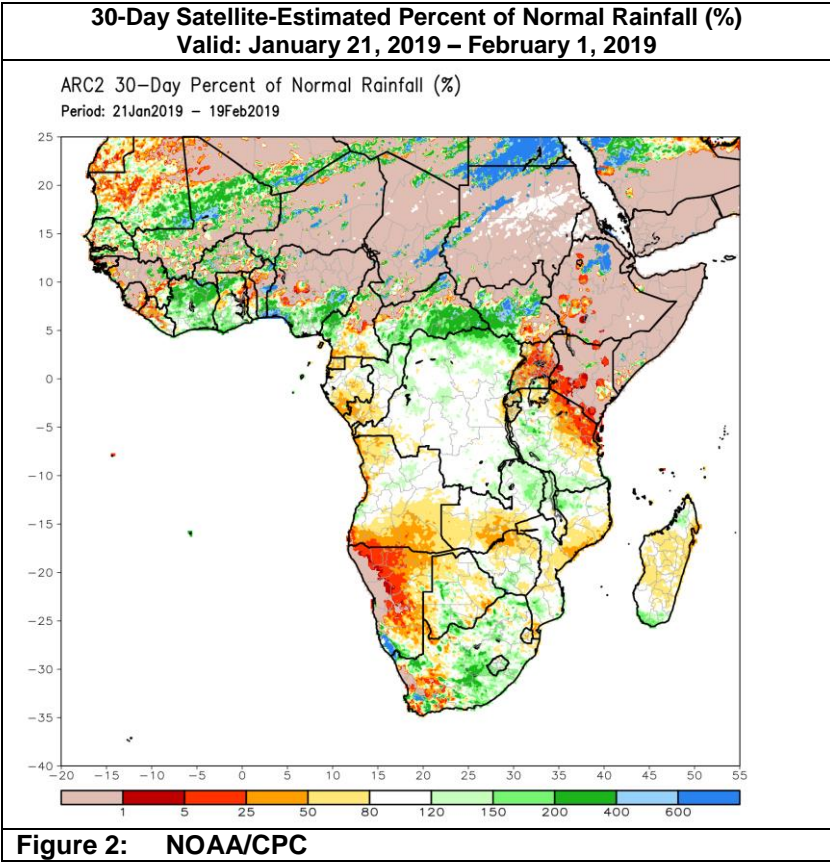 30-Day Satellite-Estimated Percent of Normal Rainfall (%)
Valid: January 21, 2019 – February 1, 2019
ARC2 30-Day Percent of Normal Rainfall (%)
Period: 21Jan2019 - 19Feb2019
25
20
15
10
5
0
-5
-10
-15
-20
-25
-30
-35
-40
-20 -15 -10 -5 0 5 10 15 20 25 30 35 40 45 50 55
1 5 25 50 80 120 150 200 400 600
Figure 2: NOAA/CPC